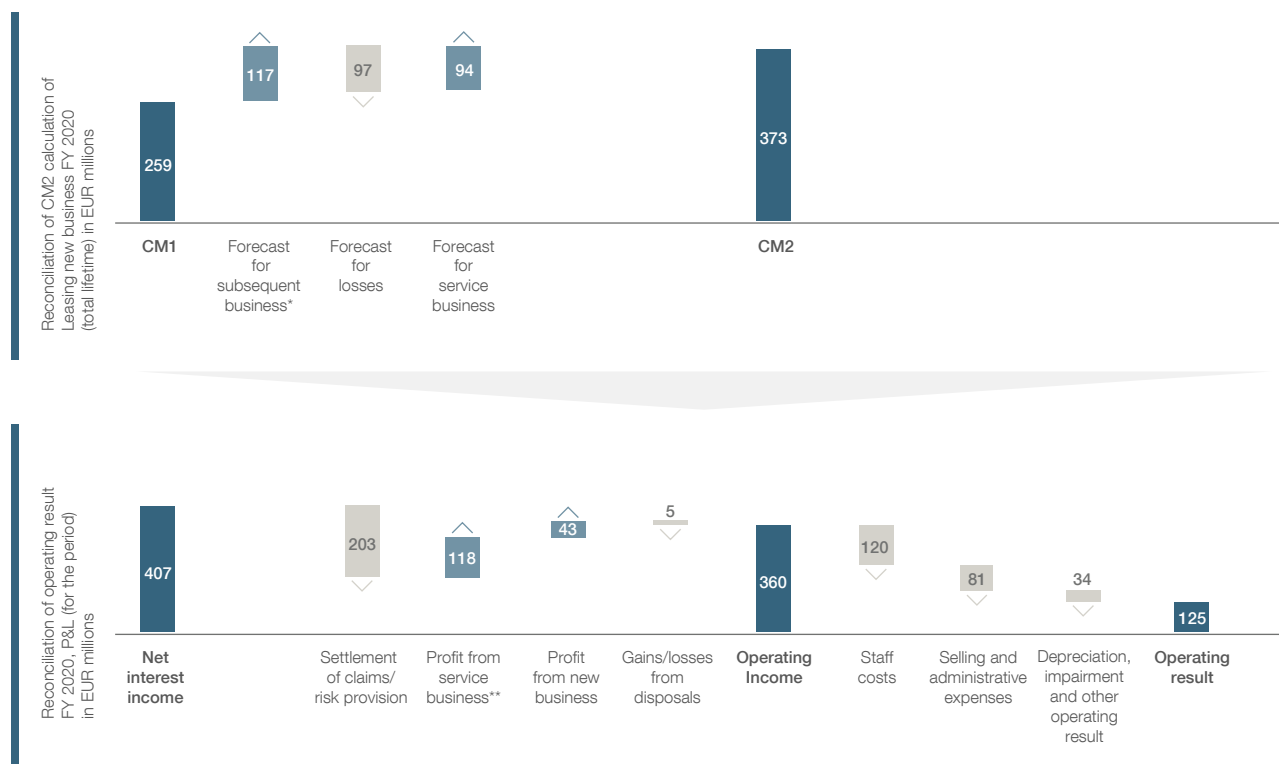 Reconciliation of CM2 calculation of
Leasing new business FY 2020
(total lifetime) in EUR millions
259
117
97
94
373
CM1
Forecast
for
subsequent
business*
Forecast
for
losses
Forecast
for
service
business
CM2
Reconciliation of operating result
FY 2020, P&L (for the period)
in EUR millions
407
203
118
43
5
360
120
81
34
125
Net
interest
income
Settlement
of claims/
risk provision
Profit from
service
business**
Profit
from new
business
Gains/losses
from
disposals
Operating
Income
Staff
costs
Selling and
administrative
expenses
Depreciation,
impairment
and other
operating
result
Operating
result